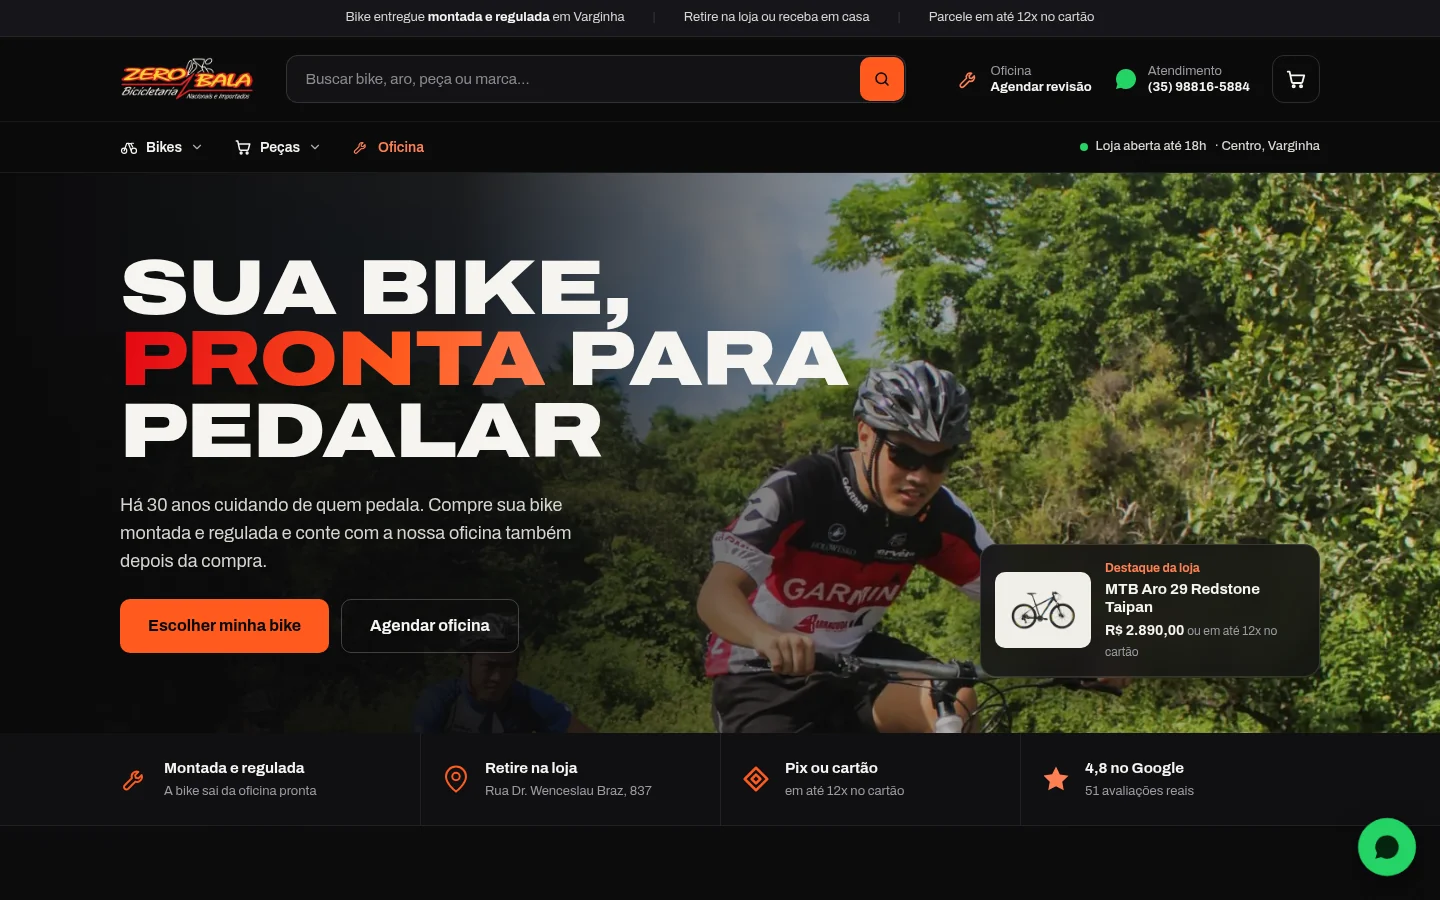 Bike entregue montada e regulada em Varginha
Retire na loja ou receba em casa
Parcele em até 12x no cartão
ZERO BALA
Bicicletaria Nacionais e Importados
Buscar bike, aro, peça ou marca...
Oficina
Agendar revisão
Atendimento
(35) 98816-5884
Bikes
Peças
Oficina
Loja aberta até 18h · Centro, Varginha
SUA BIKE,
PRONTA PARA
PEDALAR
Há 30 anos cuidando de quem pedala. Compre sua bike
montada e regulada e conte com a nossa oficina também
depois da compra.
Escolher minha bike
Agendar oficina
GARMIN
GARMIN
Destaque da loja
MTB Aro 29 Redstone
Taipan
R$ 2.890,00 ou em até 12x no
cartão
Montada e regulada
A bike sai da oficina pronta
Retire na loja
Rua Dr. Wenceslau Braz, 837
Pix ou cartão
em até 12x no cartão
4,8 no Google
51 avaliações reais